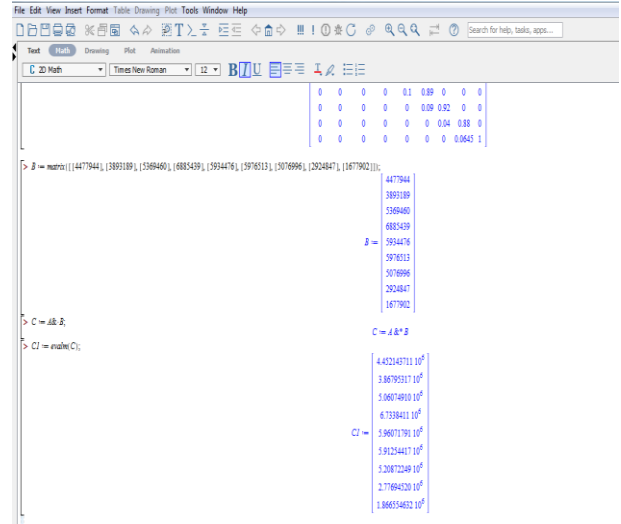 File Edit View Insert Format Table Drawing Plot Tools Window Help
Search for help, tasks, apps...
Text Math Drawing Plot Animation
C 2D Math Times New Roman 12 B I U
0 0 0 0 0.1 0.89 0 0 0
0 0 0 0 0 0.09 0.92 0 0
0 0 0 0 0 0 0.04 0.88 0
0 0 0 0 0 0 0 0.0645 1
> B := matrix([[4477944], [3893189], [5369460], [6885439], [5934476], [5976513], [5076996], [2924847], [1677902]]);
4477944
3893189
5369460
6885439
B := 5934476
5976513
5076996
2924847
1677902
> C := A&· B;
C := A &* B
> C1 := evalm(C);
4.452143711 10^6
3.86795317 10^6
5.06074910 10^6
6.7338411 10^6
C1 := 5.96071791 10^6
5.91254417 10^6
5.20872249 10^6
2.77694520 10^6
1.866554632 10^6